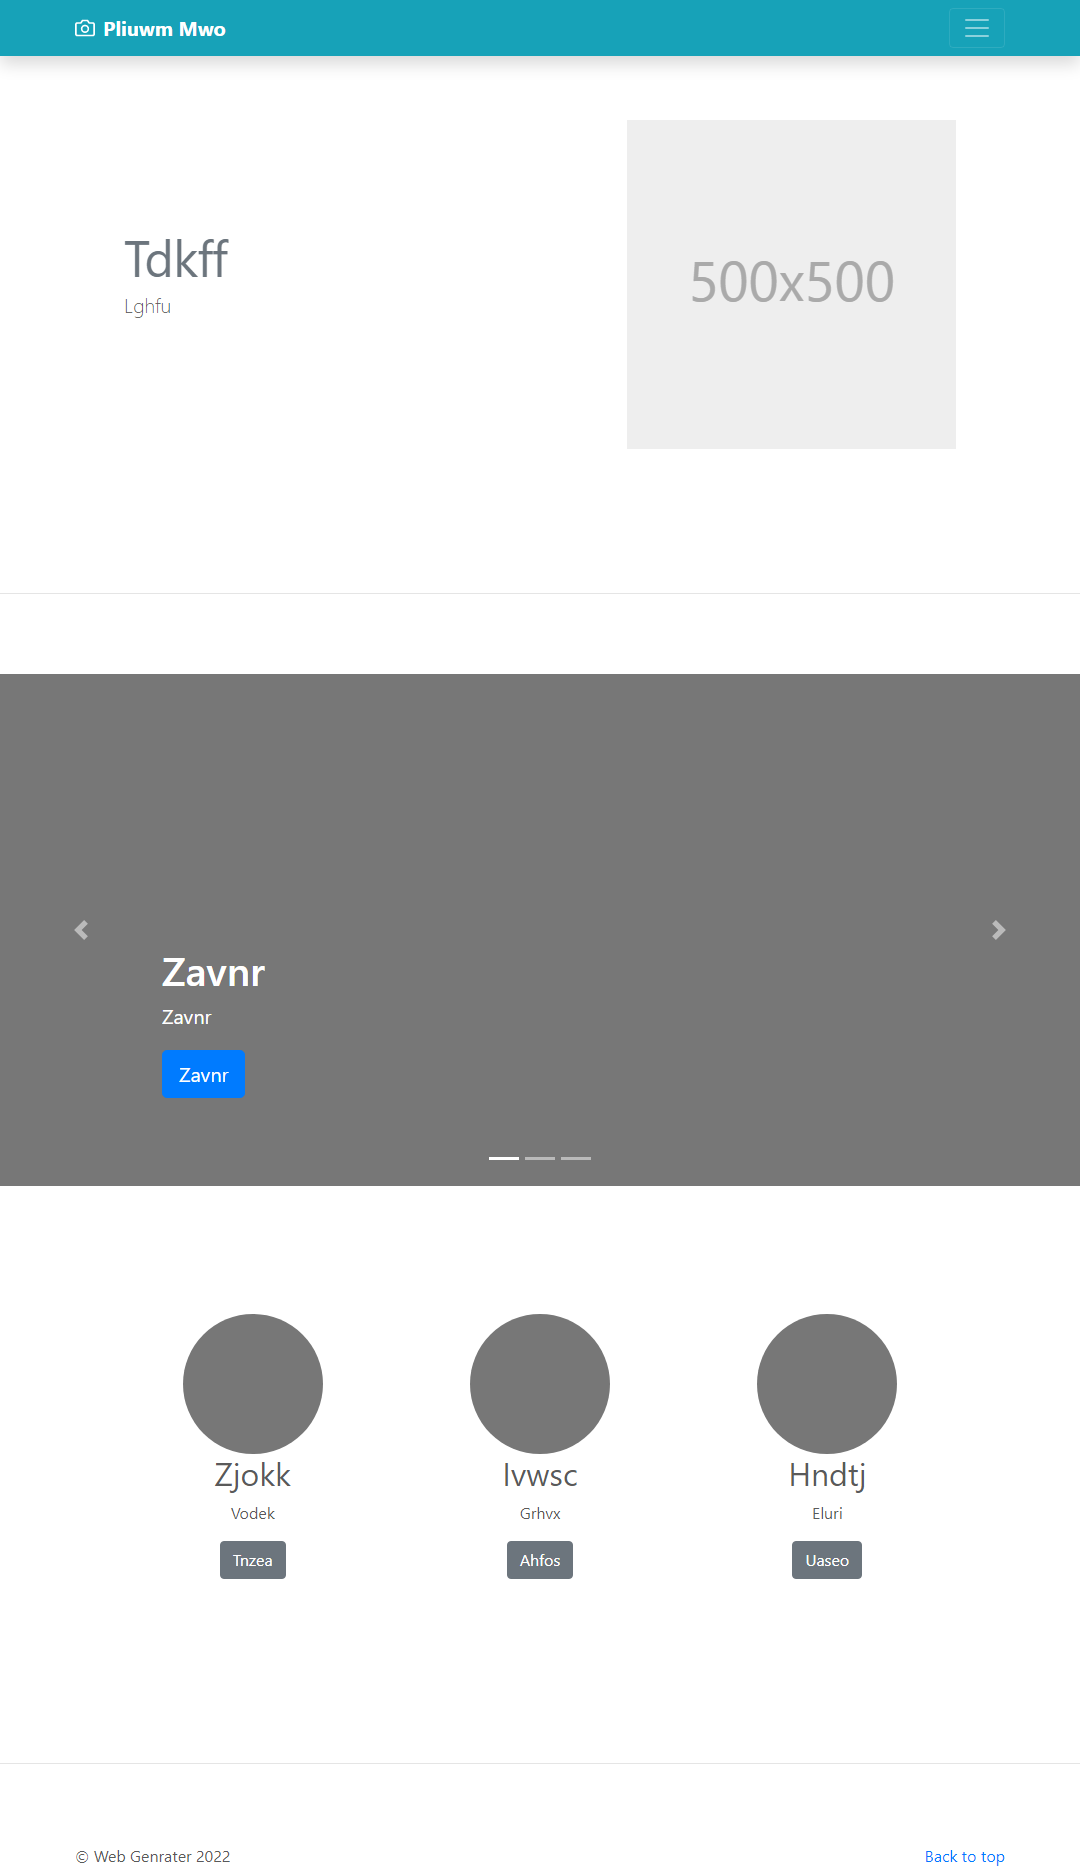 Pliuwm Mwo
Tdkff
Lghfu
500x500
Zavnr
Zavnr
Zavnr
Zjokk
Vodek
Tnzea
Ivwsc
Grhvx
Ahfos
Hndtj
Eluri
Uaseo
© Web Genrater 2022
Back to top